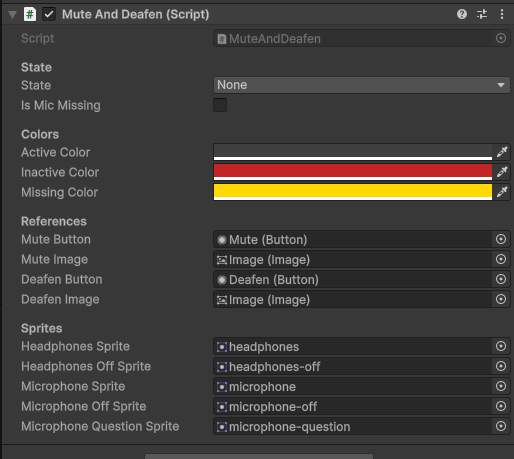 Mute And Deafen (Script)
Script MuteAndDeafen
State
State None
Is Mic Missing
Colors
Active Color
Inactive Color
Missing Color
References
Mute Button Mute (Button)
Mute Image Image (Image)
Deafen Button Deafen (Button)
Deafen Image Image (Image)
Sprites
Headphones Sprite headphones
Headphones Off Sprite headphones-off
Microphone Sprite microphone
Microphone Off Sprite microphone-off
Microphone Question Sprite microphone-question